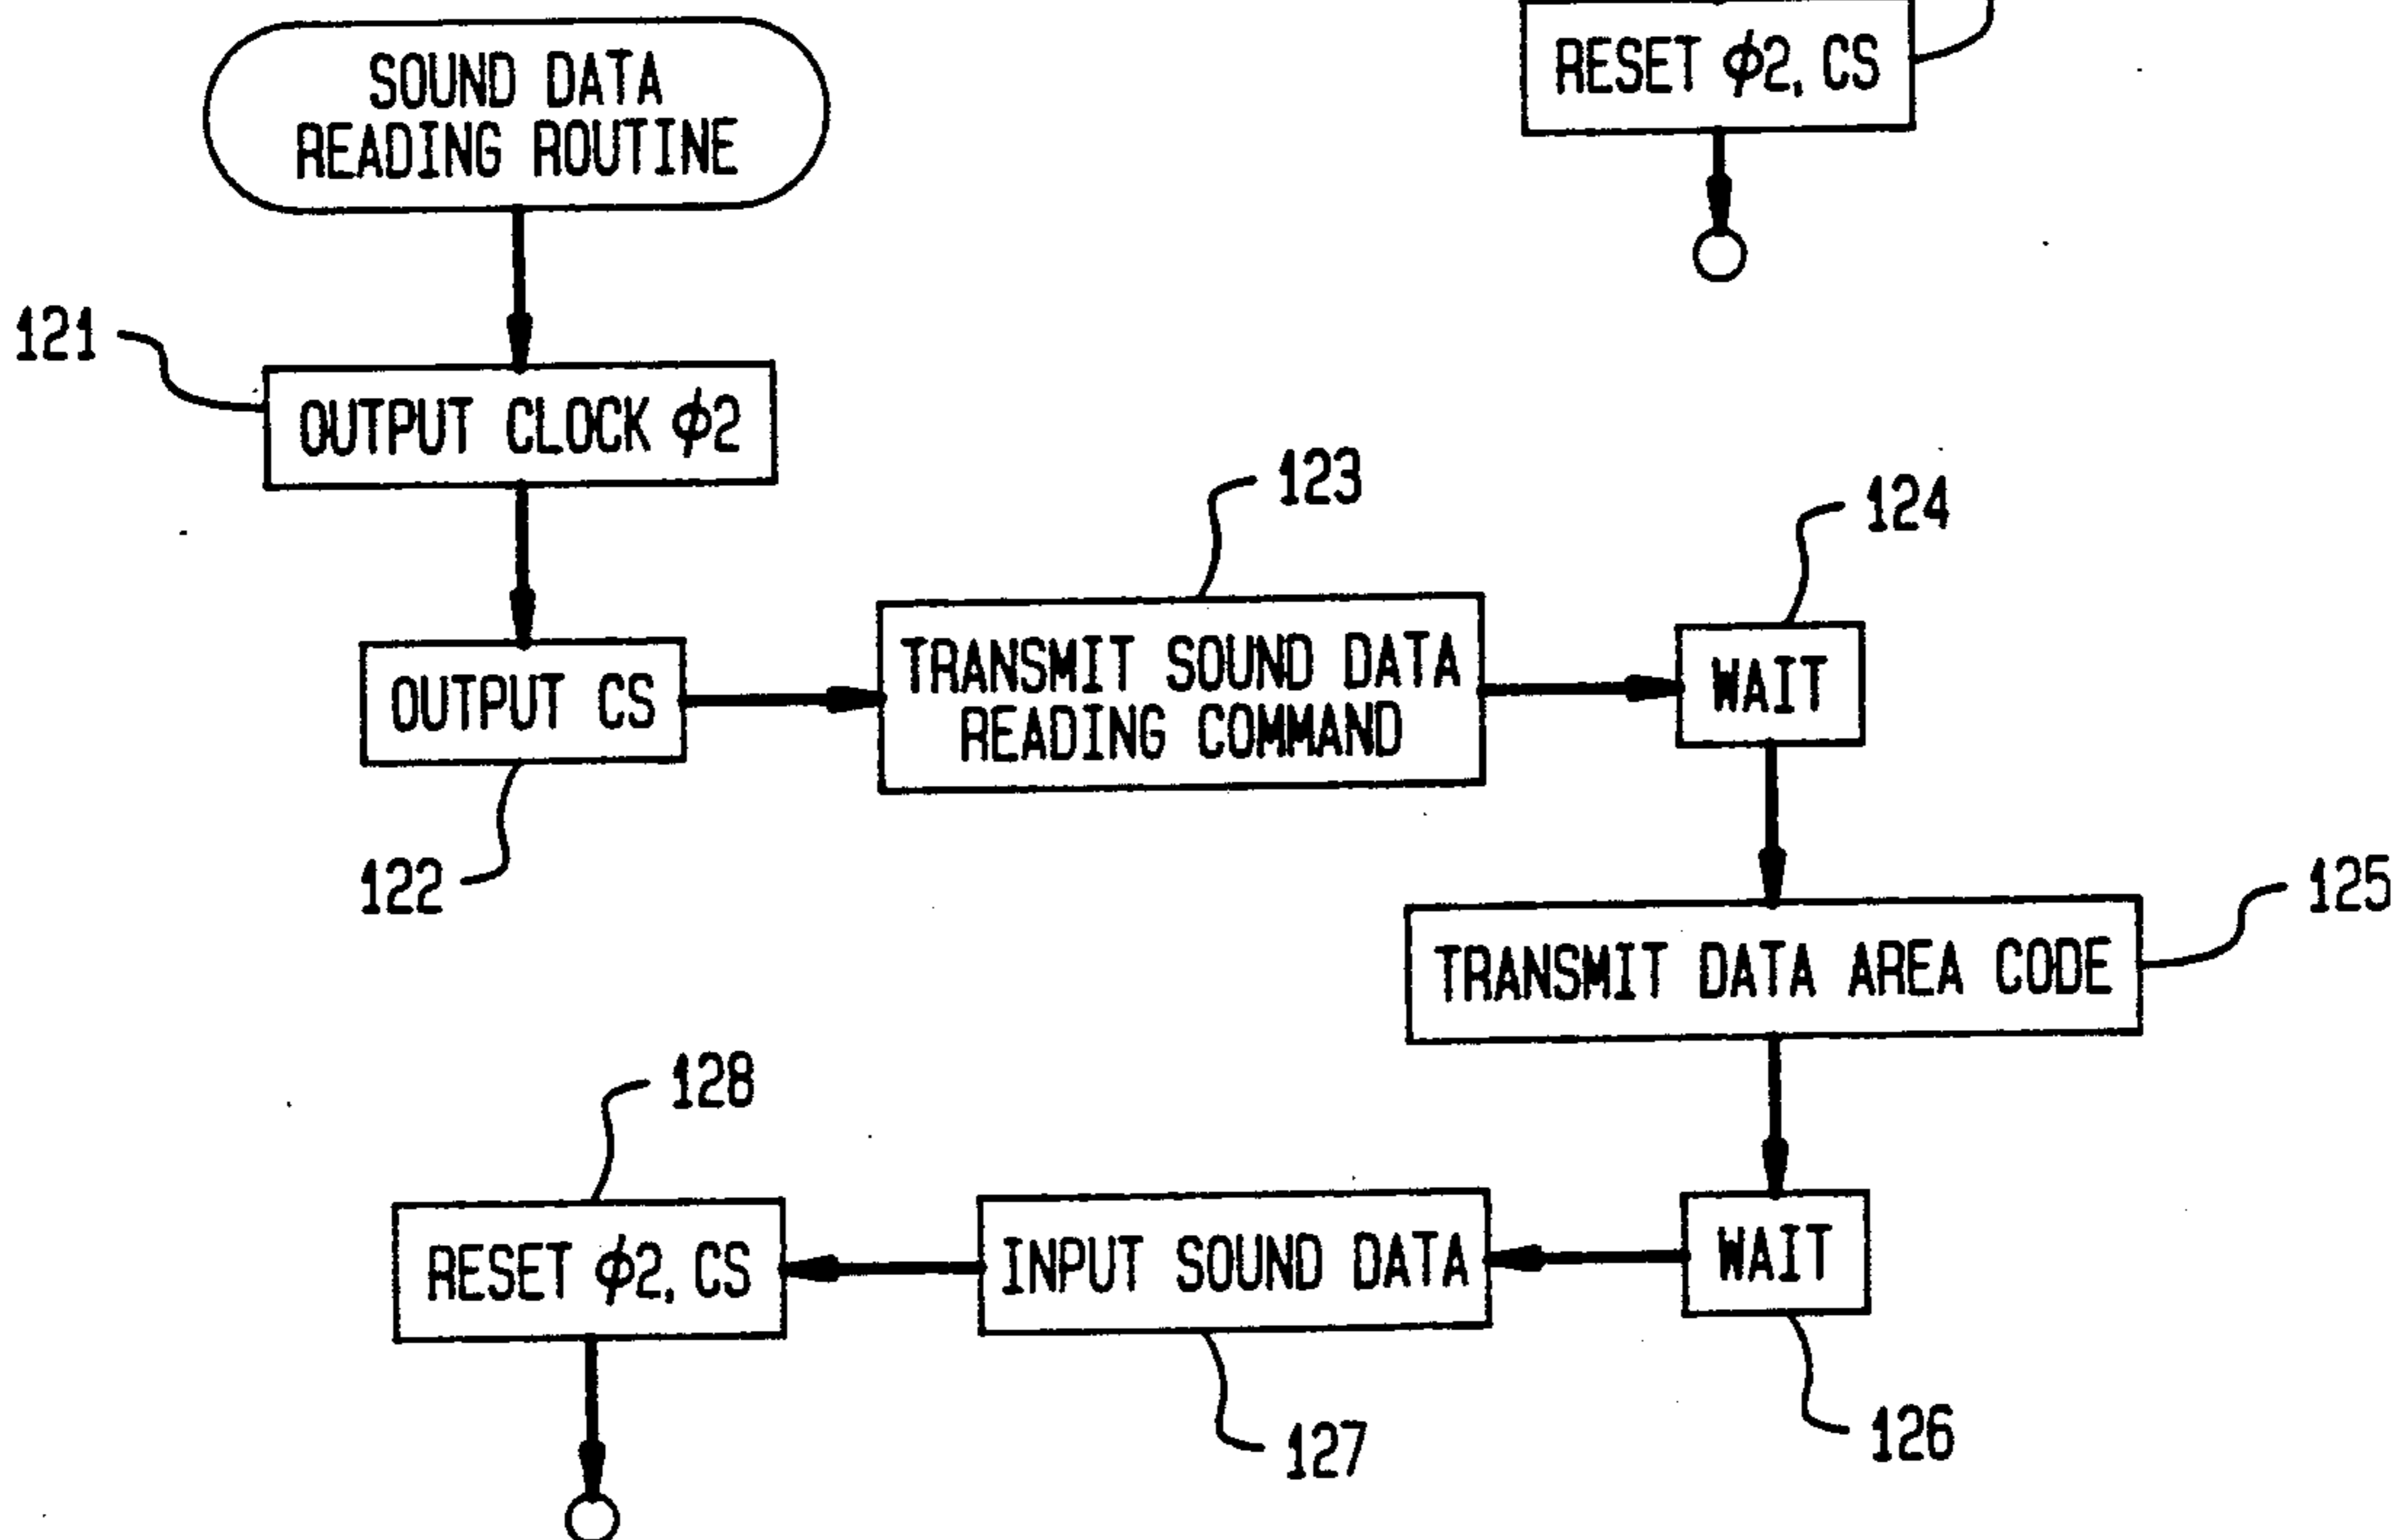 SOUND DATA
READING ROUTINE
RESET ϕ2, CS
121
OUTPUT CLOCK ϕ2
123
124
OUTPUT CS
TRANSMIT SOUND DATA
READING COMMAND
WAIT
122
125
TRANSMIT DATA AREA CODE
128
RESET ϕ2, CS
INPUT SOUND DATA
WAIT
127
126